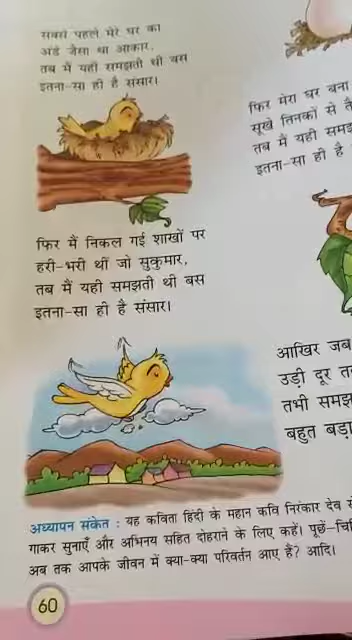 सबसे पहले मेरे घर का
अंडे जैसा था आकार,
तब मैं यही समझती थी बस
इतना-सा ही है संसार।
फिर मेरा घर बना
सूखे तिनकों से
तब मैं यही
इतना-सा ही है
फिर मैं निकल गई शाखों पर
हरी-भरी थीं जो सुकुमार,
तब मैं यही समझती थी बस
इतना-सा ही है संसार।
आखिर जब
उड़ी दूर
तभी
बहुत बड़ा
अध्यापन संकेत : यह कविता हिंदी के महान कवि निरंकार देव
गाकर सुनाएँ और अभिनय सहित दोहराने के लिए कहें। पूछें-
अब तक आपके जीवन में क्या-क्या परिवर्तन आए हैं? आदि।
60